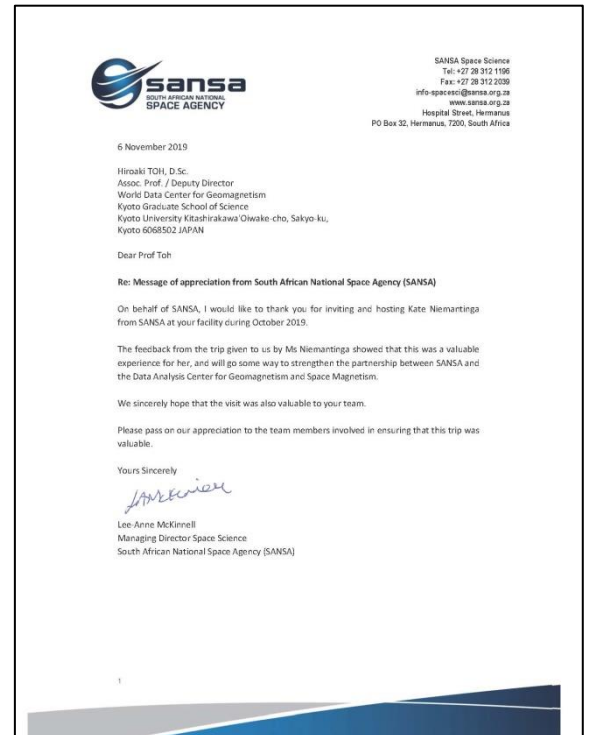 sansa
SOUTH AFRICAN NATIONAL
SPACE AGENCY
SANSA Space Science
Tel: +27 28 312 1196
Fax: +27 28 312 2039
info-spacesci@sansa.org.za
www.sansa.org.za
Hospital Street, Hermanus
PO Box 32, Hermanus, 7200, South Africa
6 November 2019
Hiroaki TOH, D.Sc.
Assoc. Prof. / Deputy Director
World Data Center for Geomagnetism
Kyoto Graduate School of Science
Kyoto University Kitashirakawa'Oiwake-cho, Sakyo-ku,
Kyoto 6068502 JAPAN
Dear Prof Toh
Re: Message of appreciation from South African National Space Agency (SANSA)
On behalf of SANSA, I would like to thank you for inviting and hosting Kate Niemantinga
from SANSA at your facility during October 2019.
The feedback from the trip given to us by Ms Niemantinga showed that this was a valuable
experience for her, and will go some way to strengthen the partnership between SANSA and
the Data Analysis Center for Geomagnetism and Space Magnetism.
We sincerely hope that the visit was also valuable to your team.
Please pass on our appreciation to the team members involved in ensuring that this trip was
valuable.
Yours Sincerely
LAMcKinnell
Lee-Anne McKinnell
Managing Director Space Science
South African National Space Agency (SANSA)
1